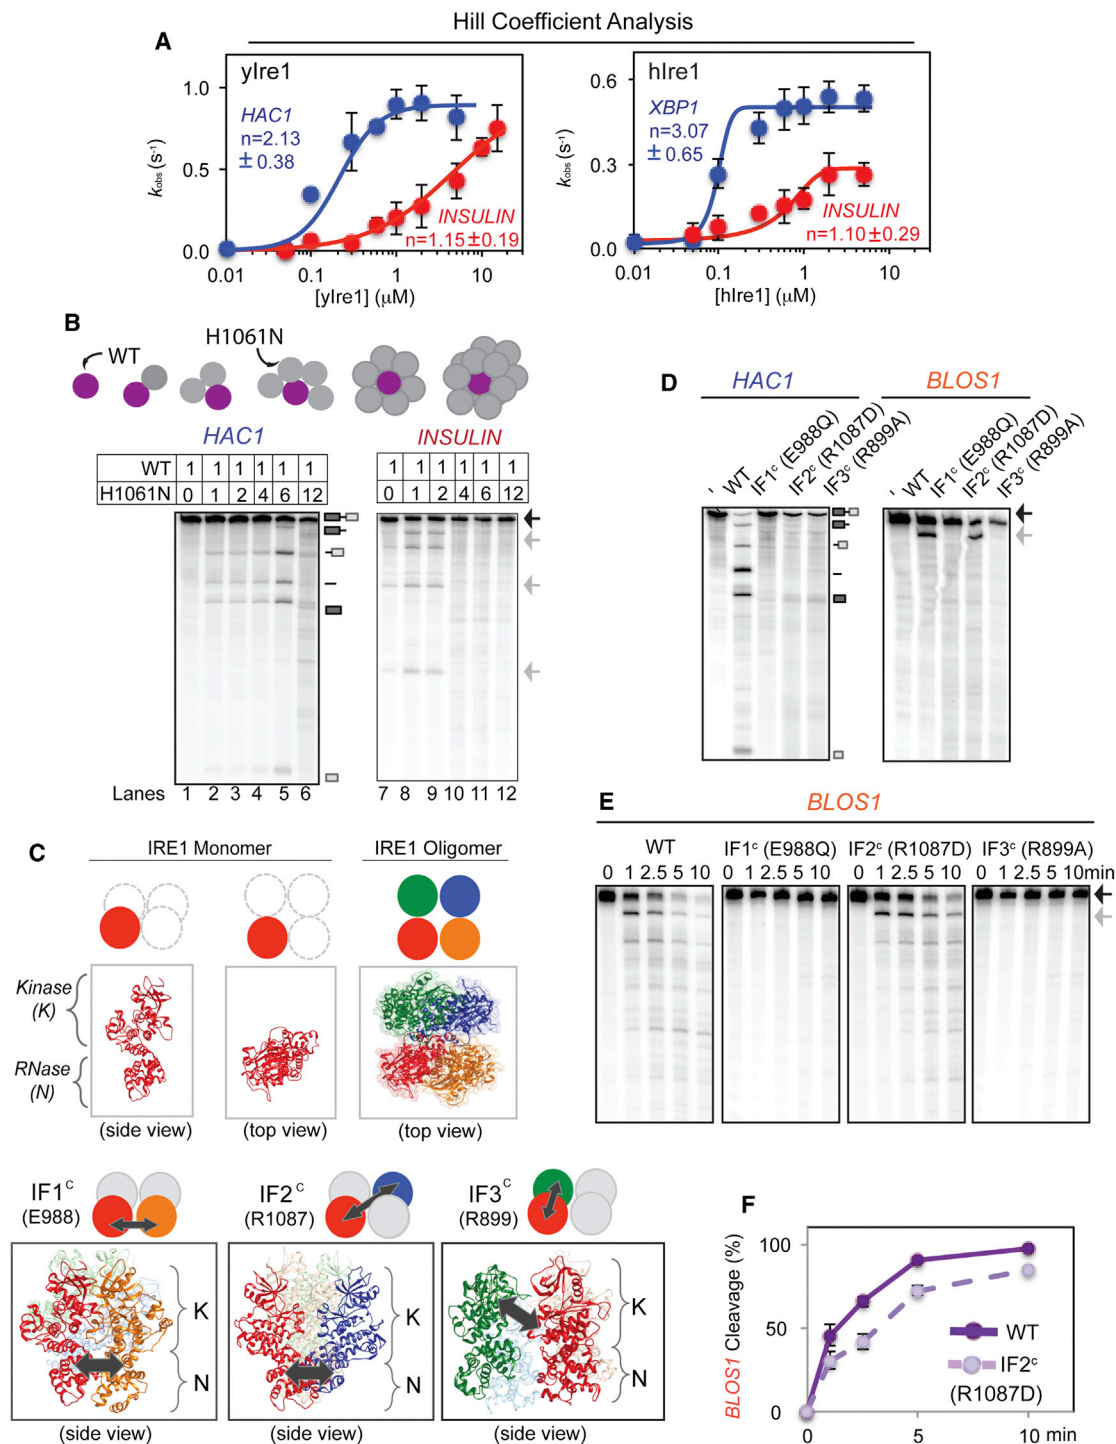 Hill Coefficient Analysis
A
yIre1
HAC1
n=2.13
± 0.38
INSULIN
n=1.15±0.19
1.0
0.5
0.0
kobs (s⁻¹)
0.01 0.1 1 10
[yIre1] (μM)
hIre1
XBP1
n=3.07
± 0.65
INSULIN
n=1.10±0.29
0.6
0.3
0.0
kobs (s⁻¹)
0.01 0.1 1 10
[hIre1] (μM)
B
WT
H1061N
HAC1
WT 1 1 1 1 1 1
H1061N 0 1 2 4 6 12
INSULIN
1 1 1 1 1 1
0 1 2 4 6 12
Lanes 1 2 3 4 5 6 7 8 9 10 11 12
C
IRE1 Monomer
IRE1 Oligomer
Kinase
(K)
RNase
(N)
(side view)
(top view)
(top view)
IF1C
(E988)
IF2C
(R1087)
IF3C
(R899)
K
N
K
N
K
N
(side view)
(side view)
(side view)
D
HAC1
BLOS1
-
WT
IF1c (E988Q)
IF2c (R1087D)
IF3c (R899A)
-
WT
IF1c (E988Q)
IF2c (R1087D)
IF3c (R899A)
E
BLOS1
WT
IF1c (E988Q)
IF2c (R1087D)
IF3c (R899A)
0 1 2.5 5 10 0 1 2.5 5 10 0 1 2.5 5 10 0 1 2.5 5 10min
F
BLOS1 Cleavage (%)
100
50
0
WT
IF2c
(R1087D)
0 5 10 min